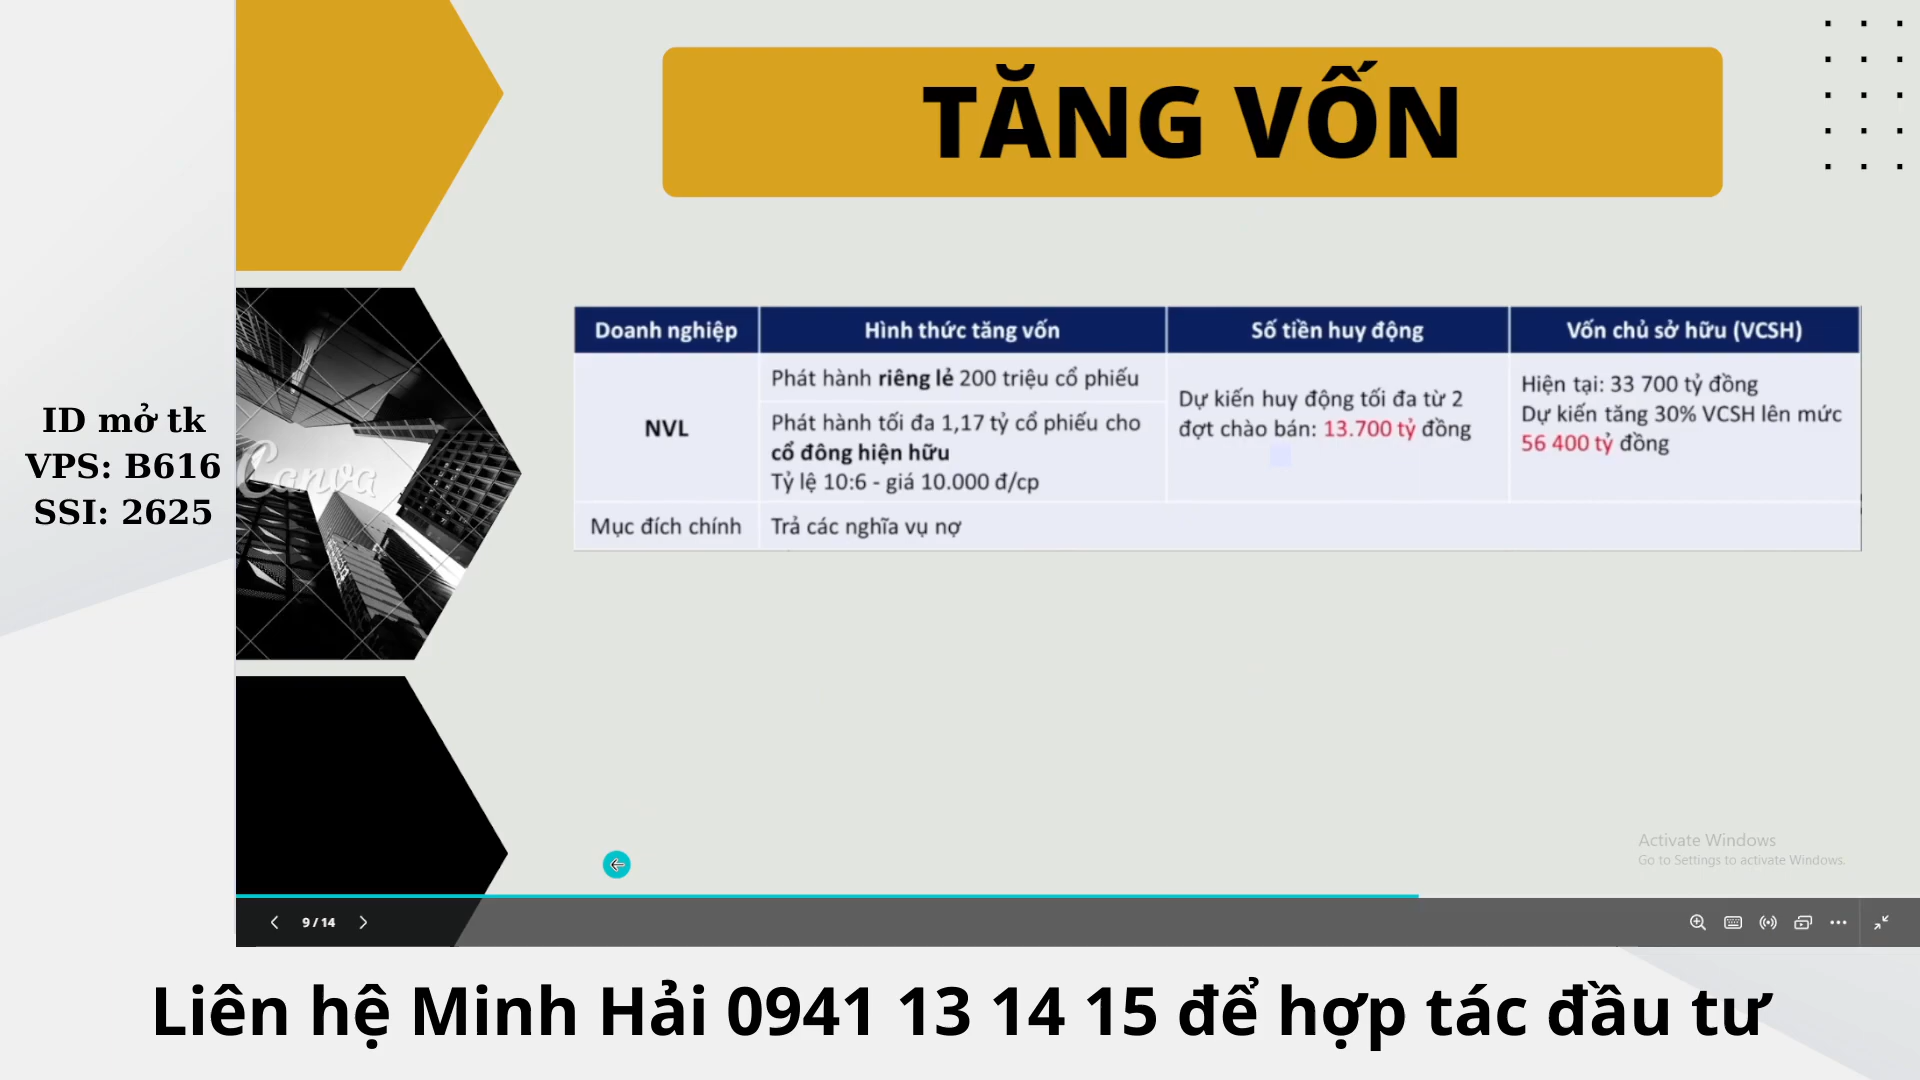 TĂNG VỐN
ID mở tk
VPS: B616
SSI: 2625
Canva
Doanh nghiệp
Hình thức tăng vốn
Số tiền huy động
Vốn chủ sở hữu (VCSH)
NVL
Phát hành riêng lẻ 200 triệu cổ phiếu
Phát hành tối đa 1,17 tỷ cổ phiếu cho
cổ đông hiện hữu
Tỷ lệ 10:6 - giá 10.000 đ/cp
Dự kiến huy động tối đa từ 2
đợt chào bán: 13.700 tỷ đồng
Hiện tại: 33 700 tỷ đồng
Dự kiến tăng 30% VCSH lên mức
56 400 tỷ đồng
Mục đích chính
Trả các nghĩa vụ nợ
Activate Windows
Go to Settings to activate Windows.
9 / 14
Liên hệ Minh Hải 0941 13 14 15 để hợp tác đầu tư